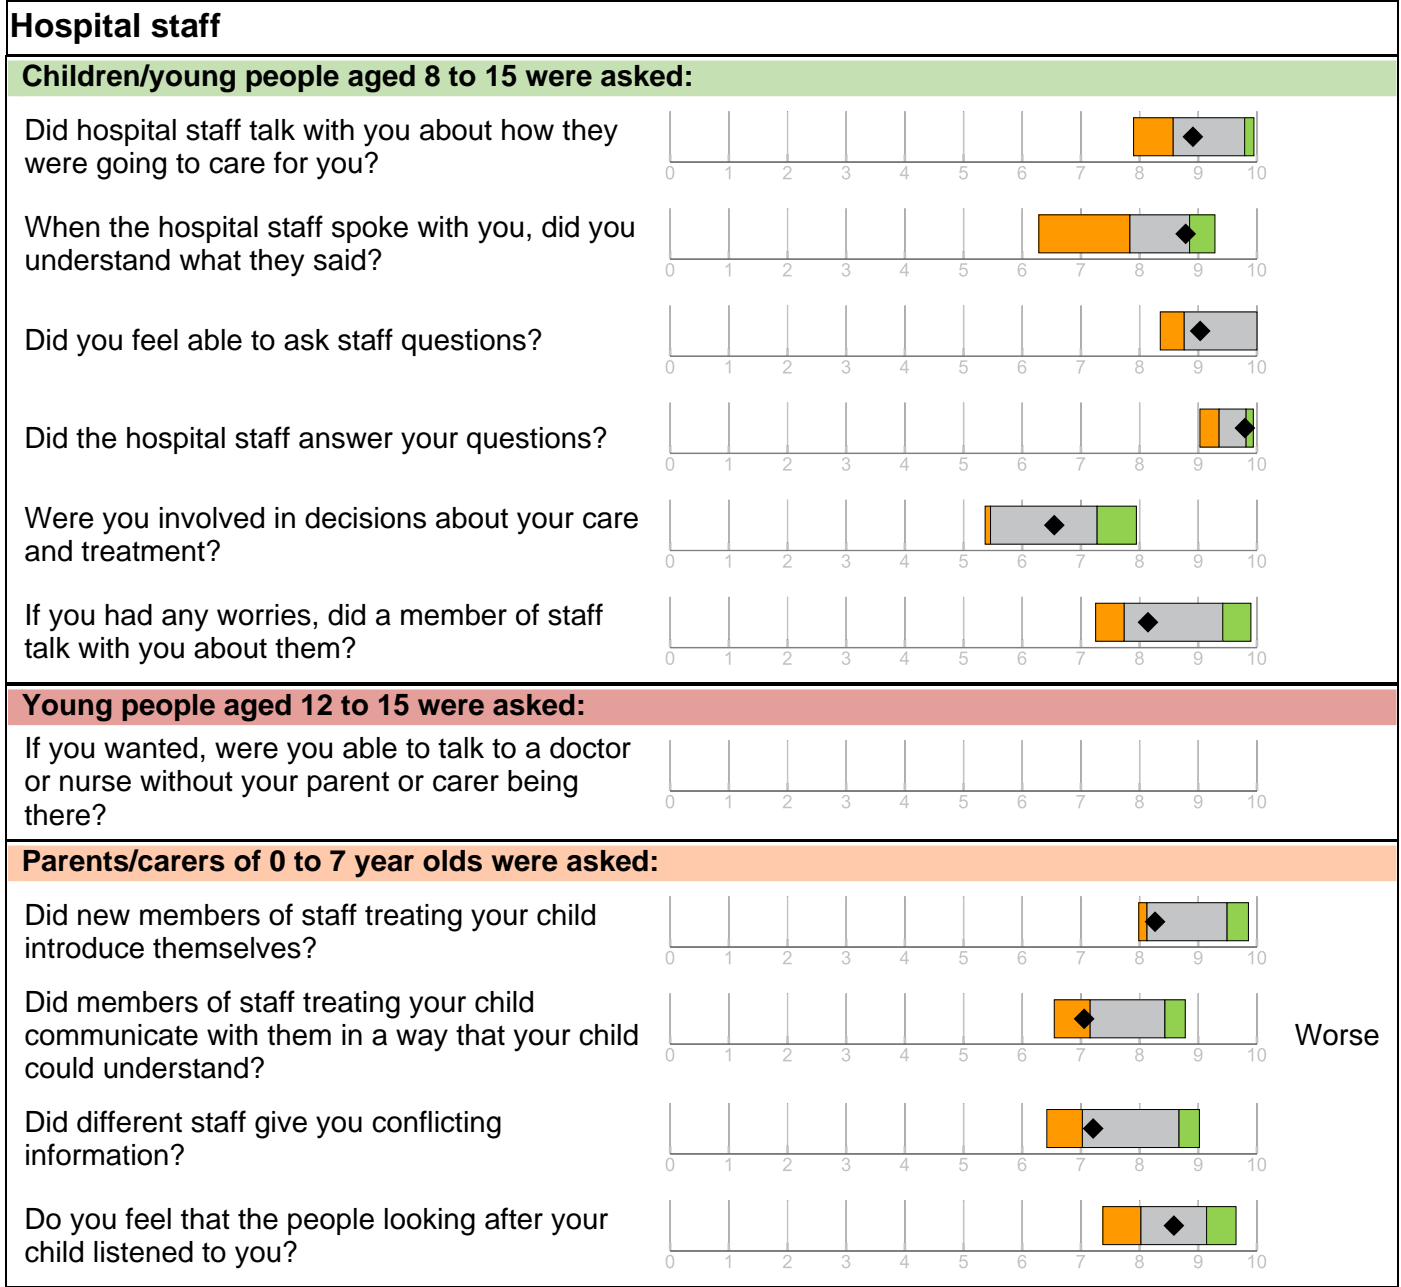 Hospital staff
Children/young people aged 8 to 15 were asked:
Did hospital staff talk with you about how they
were going to care for you?
0 1 2 3 4 5 6 7 8 9 10
When the hospital staff spoke with you, did you
understand what they said?
0 1 2 3 4 5 6 7 8 9 10
Did you feel able to ask staff questions?
0 1 2 3 4 5 6 7 8 9 10
Did the hospital staff answer your questions?
0 1 2 3 4 5 6 7 8 9 10
Were you involved in decisions about your care
and treatment?
0 1 2 3 4 5 6 7 8 9 10
If you had any worries, did a member of staff
talk with you about them?
0 1 2 3 4 5 6 7 8 9 10
Young people aged 12 to 15 were asked:
If you wanted, were you able to talk to a doctor
or nurse without your parent or carer being
there?
0 1 2 3 4 5 6 7 8 9 10
Parents/carers of 0 to 7 year olds were asked:
Did new members of staff treating your child
introduce themselves?
0 1 2 3 4 5 6 7 8 9 10
Did members of staff treating your child
communicate with them in a way that your child
could understand?
0 1 2 3 4 5 6 7 8 9 10
Worse
Did different staff give you conflicting
information?
0 1 2 3 4 5 6 7 8 9 10
Do you feel that the people looking after your
child listened to you?
0 1 2 3 4 5 6 7 8 9 10